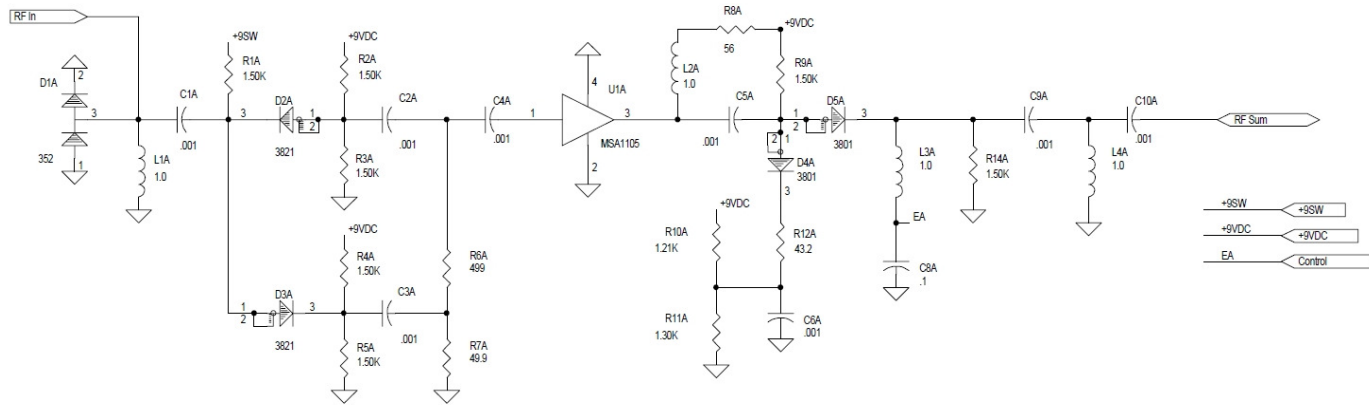 RF In
+9SW
R1A
1.50K
+9VDC
R2A
1.50K
R8A
56
+9VDC
R9A
1.50K
L2A
1.0
D1A
2
3
1
352
C1A
.001
L1A
1.0
3
D2A
1
2
3821
C2A
.001
R3A
1.50K
C4A
.001
1
4
U1A
3
MSA1105
2
C5A
.001
1
2
D5A
3
3801
2
1
D4A
3801
3
L3A
1.0
R14A
1.50K
C9A
.001
C10A
.001
L4A
1.0
RF Sum
+9VDC
R4A
1.50K
R6A
499
+9VDC
R10A
1.21K
R12A
43.2
EA
C8A
.1
+9SW
+9SW
+9VDC
+9VDC
EA
Control
1
2
D3A
3
3821
C3A
.001
R5A
1.50K
R7A
49.9
R11A
1.30K
C6A
.001